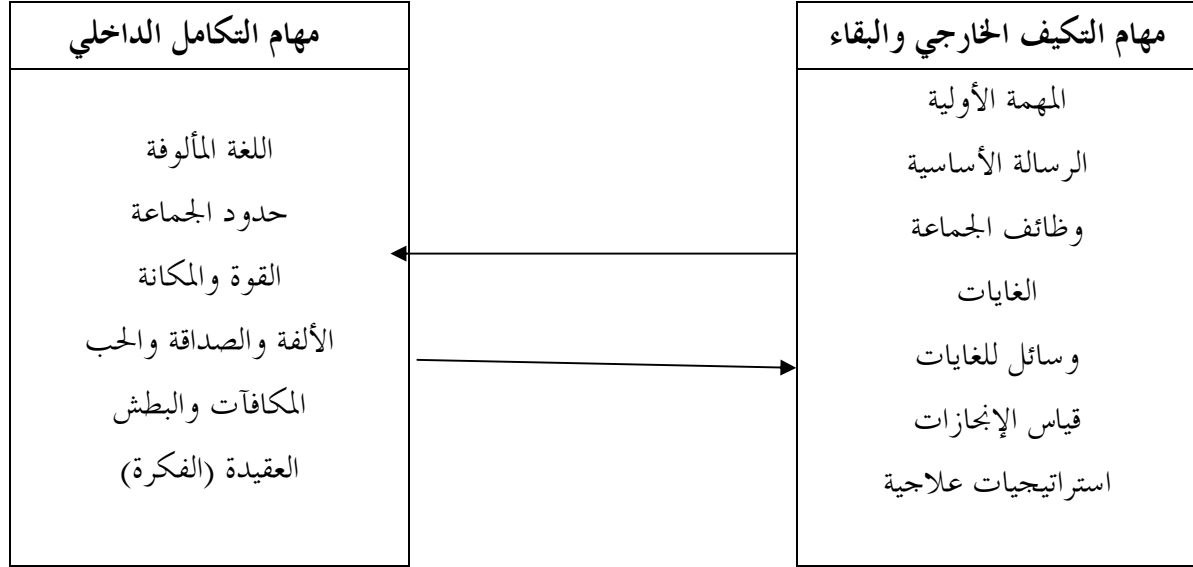 مهام التكيف الخارجي والبقاء
المهمة الأولية
الرسالة الأساسية
وظائف الجماعة
الغايات
وسائل للغايات
قياس الإنجازات
استراتيجيات علاجية
مهام التكامل الداخلي
اللغة المألوفة
حدود الجماعة
القوة والمكانة
الألفة والصداقة والحب
المكافآت والبطش
العقيدة (الفكرة)